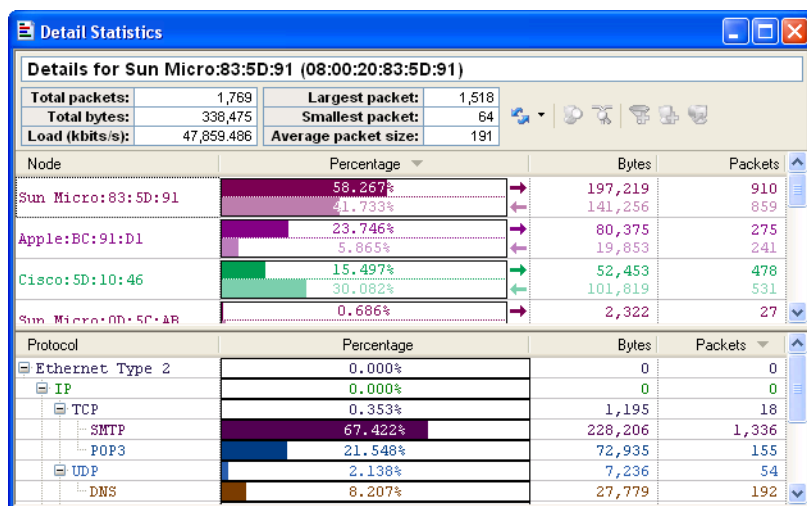 Detail Statistics
Details for Sun Micro:83:5D:91 (08:00:20:83:5D:91)
Total packets: 1,769 Largest packet: 1,518
Total bytes: 338,475 Smallest packet: 64
Load (kbits/s): 47,859.486 Average packet size: 191
Node Percentage Bytes Packets
Sun Micro:83:5D:91 58.267% 197,219 910
41.733% 141,256 859
Apple:BC:91:D1 23.746% 80,375 275
5.865% 19,853 241
Cisco:5D:10:46 15.497% 52,453 478
30.082% 101,819 531
Sun Micro:0D:5C:AB 0.686% 2,322 27
Protocol Percentage Bytes Packets
Ethernet Type 2 0.000% 0 0
IP 0.000% 0 0
TCP 0.353% 1,195 18
SMTP 67.422% 228,206 1,336
POP3 21.548% 72,935 155
UDP 2.138% 7,236 54
DNS 8.207% 27,779 192